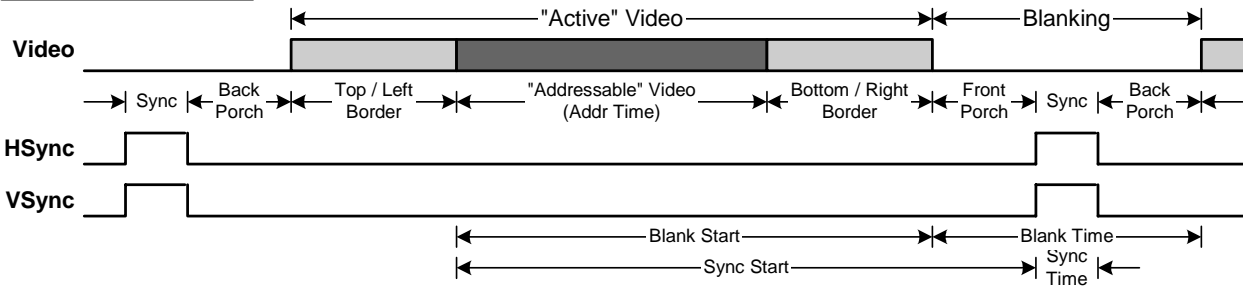 "Active" Video Blanking
Video
Sync Back Porch Top / Left Border "Addressable" Video (Addr Time) Bottom / Right Border Front Porch Sync Back Porch
HSync
VSync
Blank Start Blank Time
Sync Start Sync Time